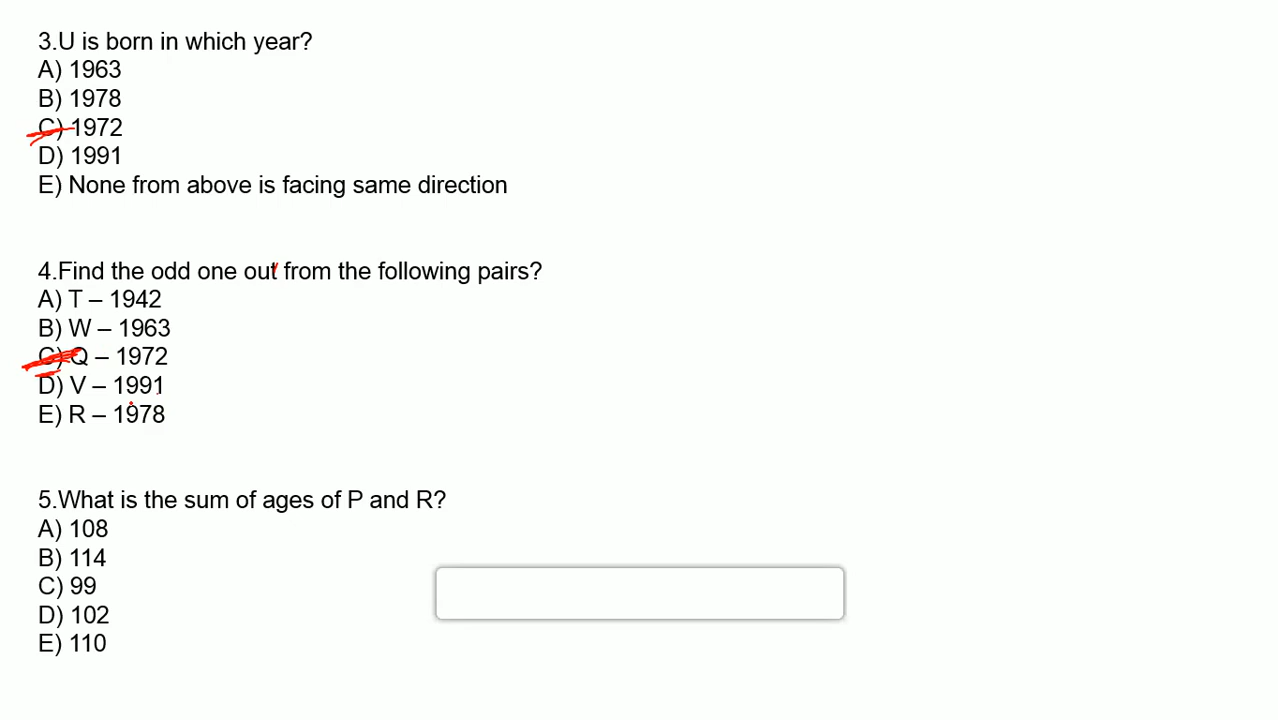 3.U is born in which year?
A) 1963
B) 1978
C) 1972
D) 1991
E) None from above is facing same direction
4.Find the odd one out from the following pairs?
A) T – 1942
B) W – 1963
C) Q – 1972
D) V – 1991
E) R – 1978
5.What is the sum of ages of P and R?
A) 108
B) 114
C) 99
D) 102
E) 110